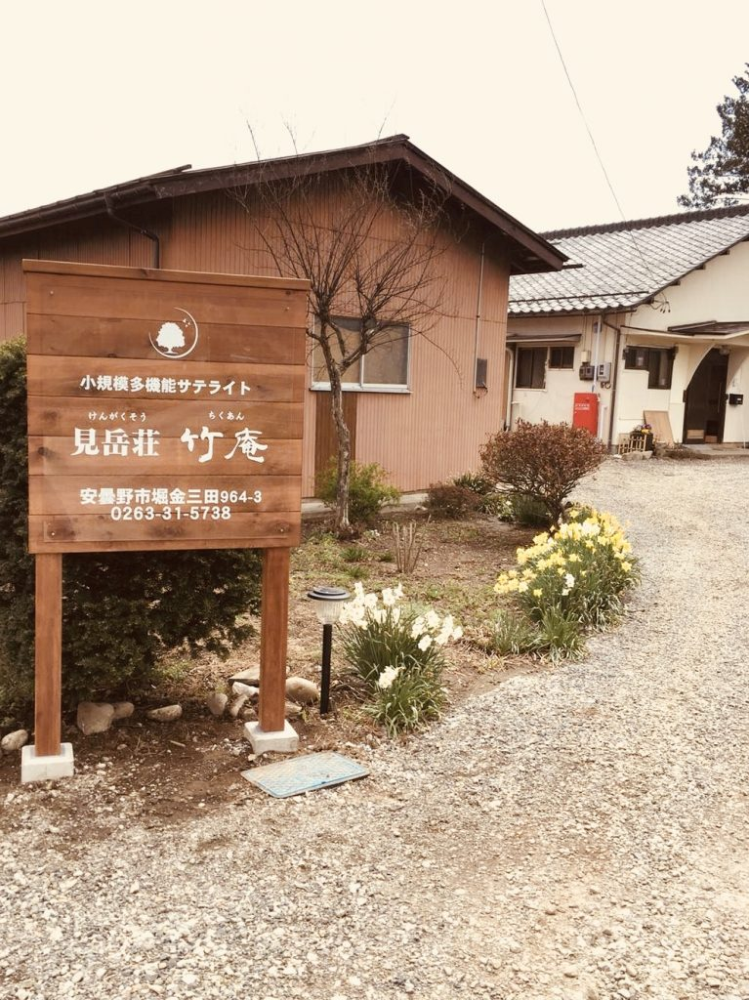 小規模多機能サテライト
けんがくそう ちくあん
見岳荘 竹庵
安曇野市堀金三田964-3
0263-31-5738